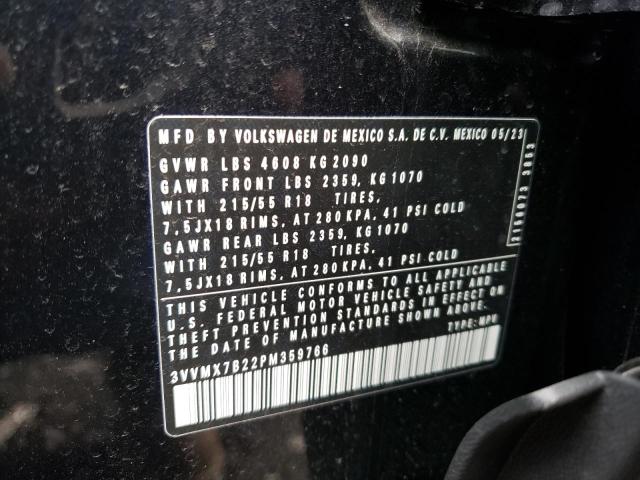 MFD BY VOLKSWAGEN DE MEXICO S.A. DE C.V. MEXICO 05/23
GVWR LBS 4608 KG 2090
GAWR FRONT LBS 2359, KG 1070
WITH 215/55 R18 TIRES,
7,5JX18 RIMS, AT 280 KPA, 41 PSI COLD
GAWR REAR LBS 2359, KG 1070
WITH 215/55 R18 TIRES,
7,5JX18 RIMS, AT 280 KPA, 41 PSI COLD
THIS VEHICLE CONFORMS TO ALL APPLICABLE
U.S. FEDERAL MOTOR VEHICLE SAFETY AND
THEFT PREVENTION STANDARDS IN EFFECT ON
THE DATE OF MANUFACTURE SHOWN ABOVE.
3VVMX7B22PM359766
TYPE: MPV